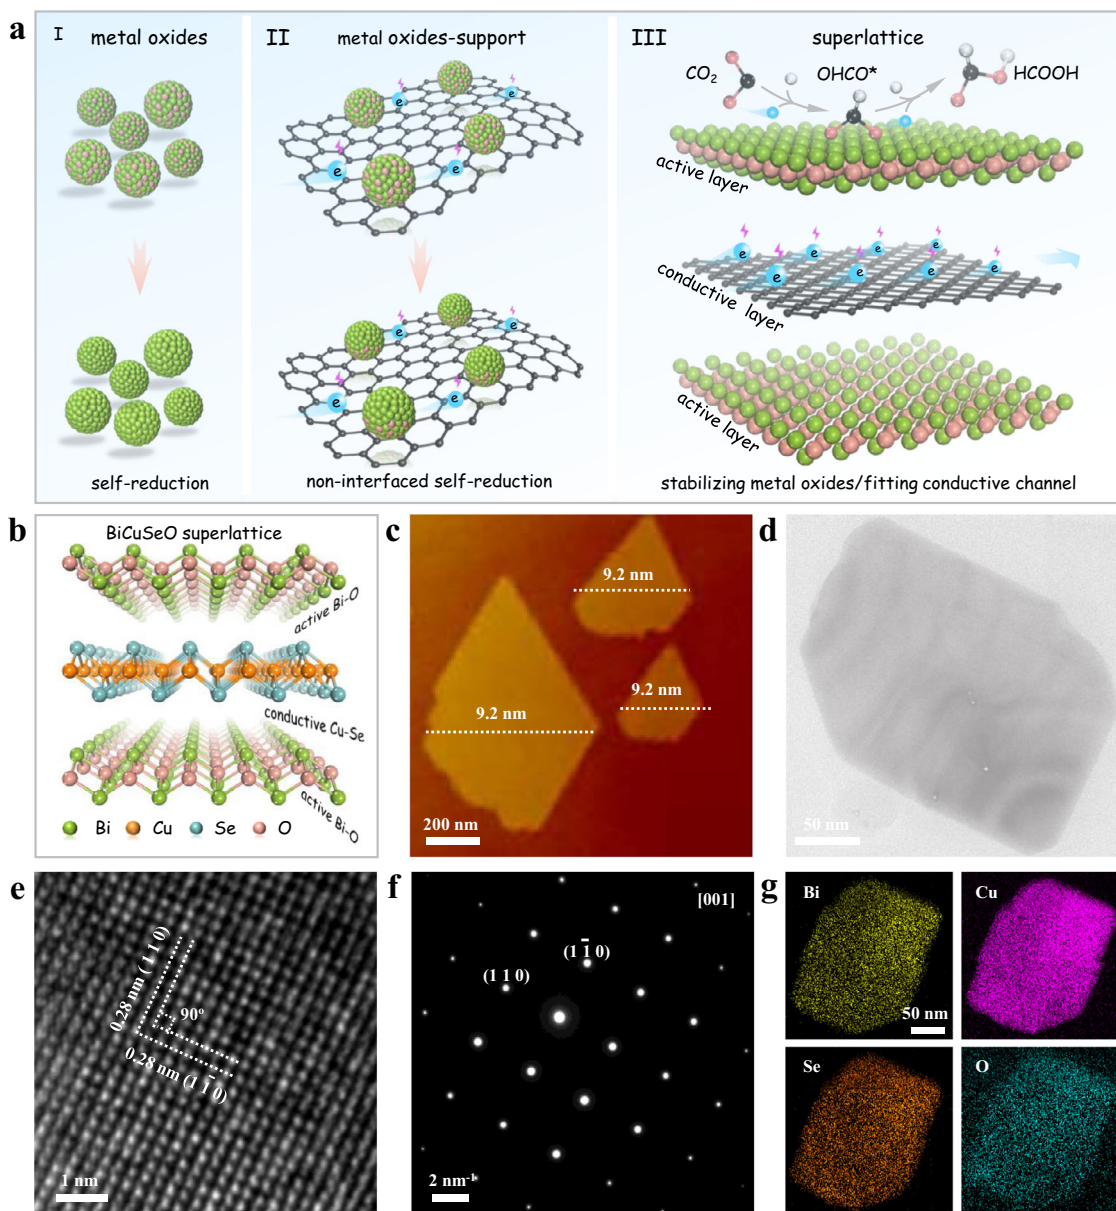 a
I
metal oxides
II
metal oxides-support
III
superlattice
CO₂
OHCO*
HCOOH
e
e
e
e
active layer
e
e
e
e
e
e
e
conductive layer
e
e
e
e
active layer
self-reduction
non-interfaced self-reduction
stabilizing metal oxides/fitting conductive channel
b
BiCuSeO superlattice
active Bi-O
conductive Cu-Se
active Bi-O
Bi
Cu
Se
O
c
9.2 nm
9.2 nm
9.2 nm
200 nm
d
50 nm
e
0.28 nm (1 1 0)
90°
0.28 nm (1 1̅ 0)
1 nm
f
[001]
(1 1̅ 0)
(1 1 0)
2 nm⁻¹
g
Bi
50 nm
Cu
Se
O